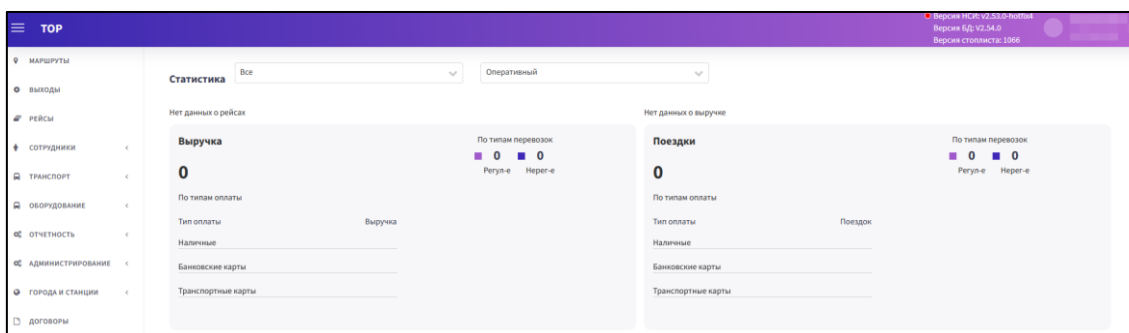 TOP
Версия НСИ: v2.53.0-hotfix4
Версия БД: V2.54.0
Версия стоплиста: 1066
МАРШРУТЫ
ВЫХОДЫ
РЕЙСЫ
СОТРУДНИКИ
ТРАНСПОРТ
ОБОРУДОВАНИЕ
ОТЧЕТНОСТЬ
АДМИНИСТРИРОВАНИЕ
ГОРОДА И СТАНЦИИ
ДОГОВОРЫ
Статистика
Все
Оперативный
Нет данных о рейсах
Выручка
0
По типам перевозок
0 0
Регул-е Нерег-е
По типам оплаты
Тип оплаты Выручка
Наличные
Банковские карты
Транспортные карты
Нет данных о выручке
Поездки
0
По типам перевозок
0 0
Регул-е Нерег-е
По типам оплаты
Тип оплаты Поездок
Наличные
Банковские карты
Транспортные карты